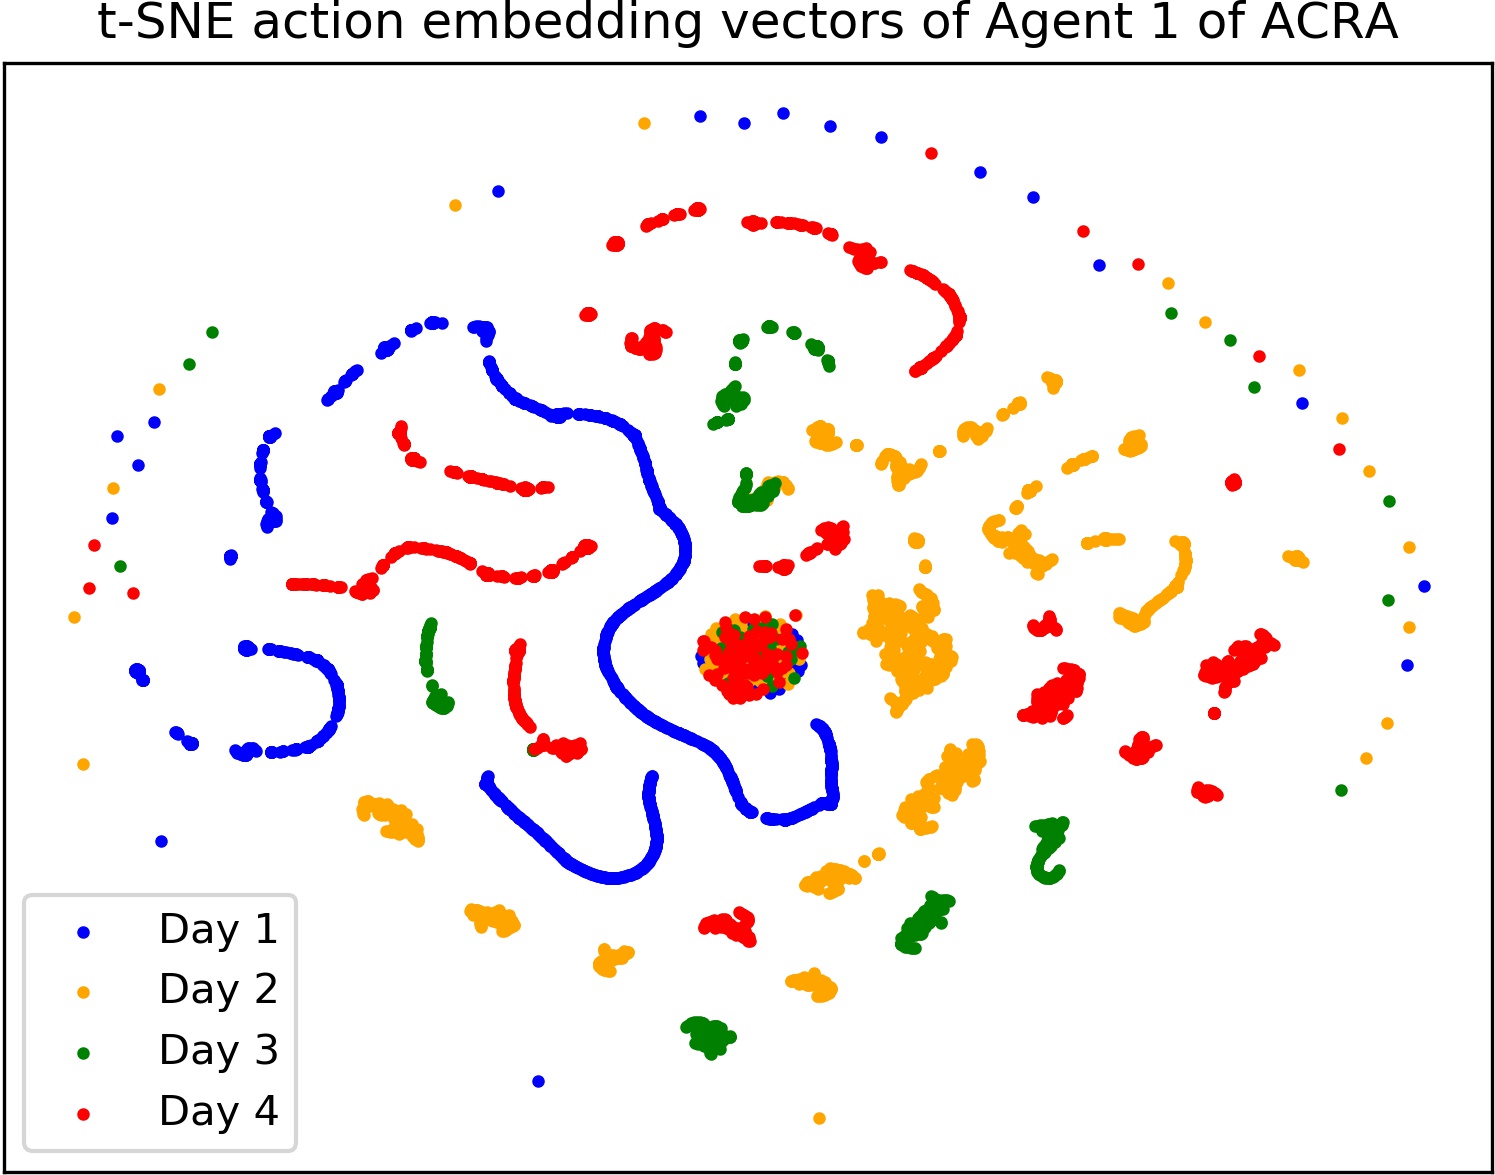 t-SNE action embedding vectors of Agent 1 of ACRA
Day 1
Day 2
Day 3
Day 4